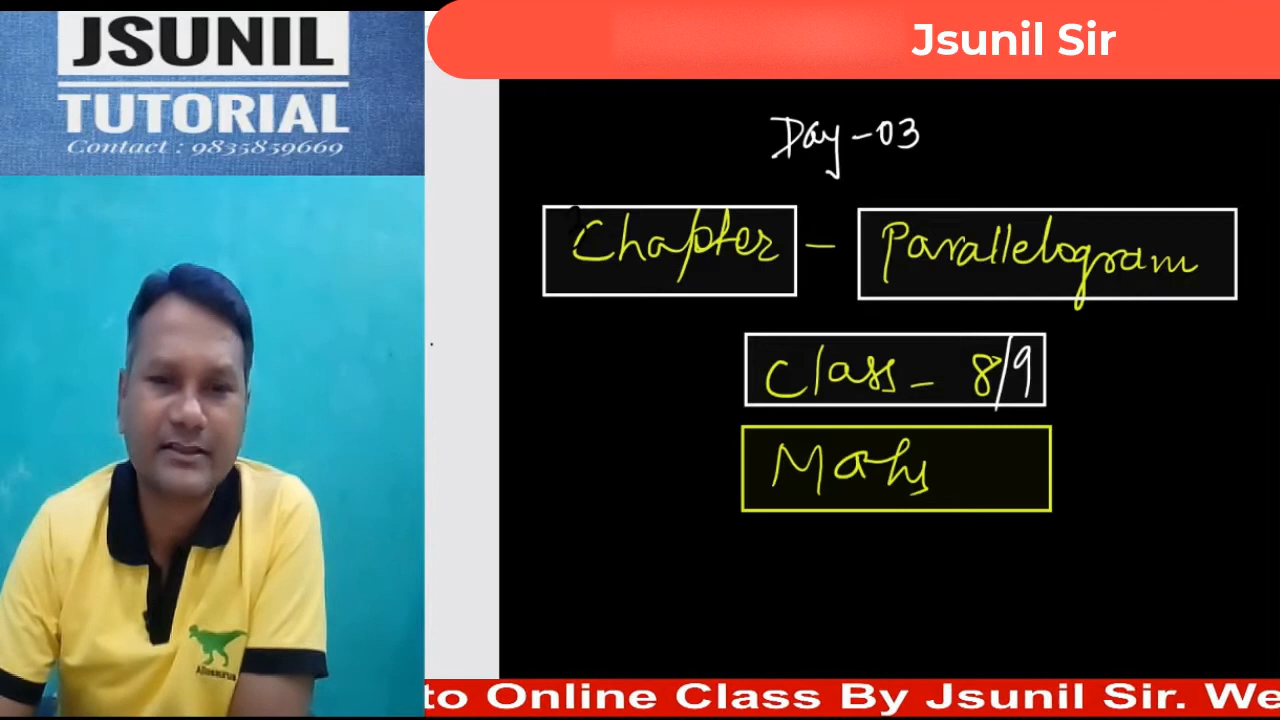 JSUNIL
TUTORIAL
Contact : 9835859669
Jsunil Sir
Day - 03
Chapter - Parallelogram
Class - 8/9
Maths
Allosaurus
to Online Class By Jsunil Sir. We